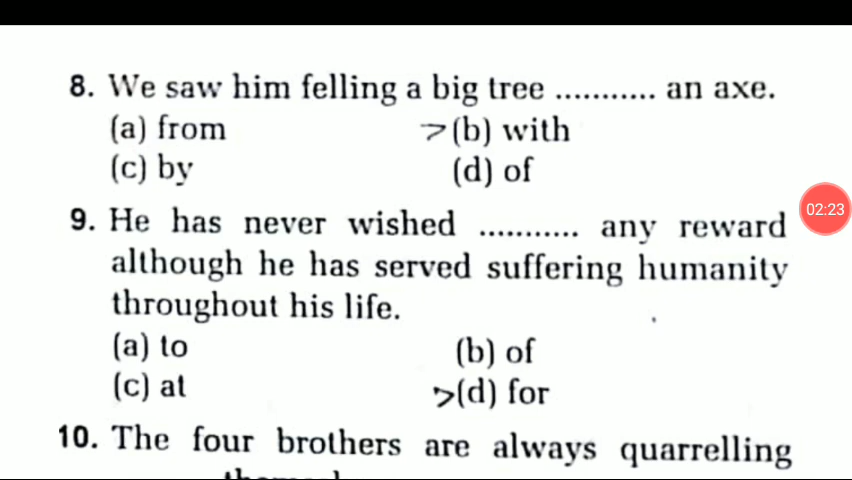 8. We saw him felling a big tree ........... an axe.
(a) from (b) with
(c) by (d) of
02:23
9. He has never wished ........... any reward
although he has served suffering humanity
throughout his life.
(a) to (b) of
(c) at (d) for
10. The four brothers are always quarrelling